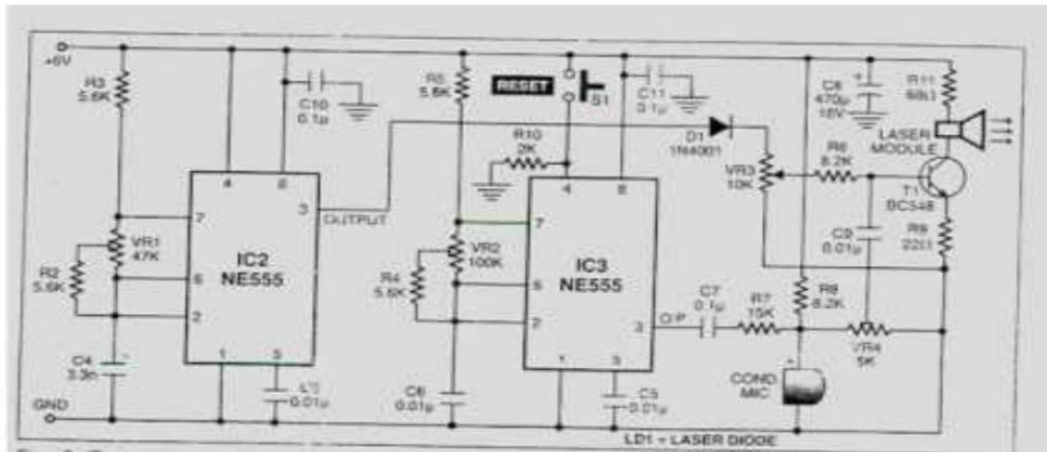 +6V
R3
5.6K
C10
0.1µ
R5
5.6K
RESET
S1
C11
0.1µ
C8
470µ
16V
R11
68Ω
LASER
MODULE
D1
1N4001
R10
2K
VR3
10K
R6
8.2K
T1
BC548
4
8
3
OUTPUT
7
6
2
1
5
IC2
NE555
VR1
47K
R2
5.6K
C4
3.3n
0.01µ
GND
4
8
7
6
2
3
1
5
IC3
NE555
VR2
100K
R4
5.6K
C6
0.01µ
C5
0.01µ
O/P
C7
0.1µ
R7
15K
R8
8.2K
C9
0.01µ
R9
22Ω
VR4
5K
+
COND
MIC
LD1 = LASER DIODE